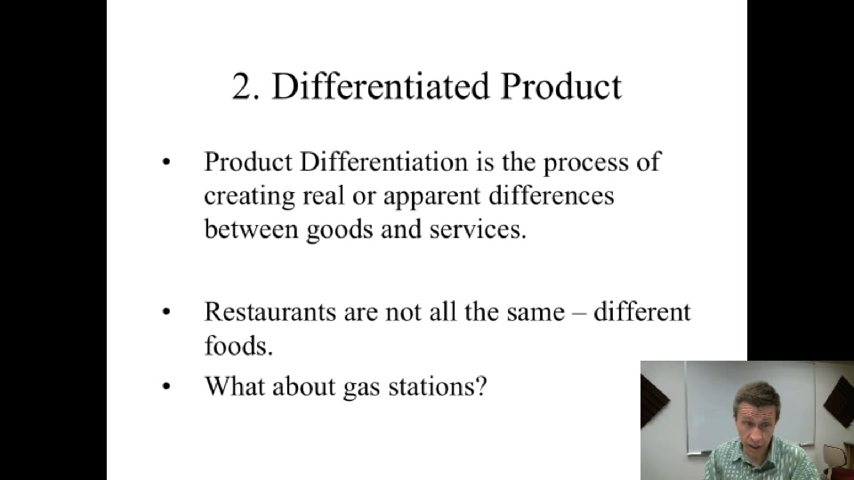 2. Differentiated Product
• Product Differentiation is the process of
creating real or apparent differences
between goods and services.
• Restaurants are not all the same – different
foods.
• What about gas stations?